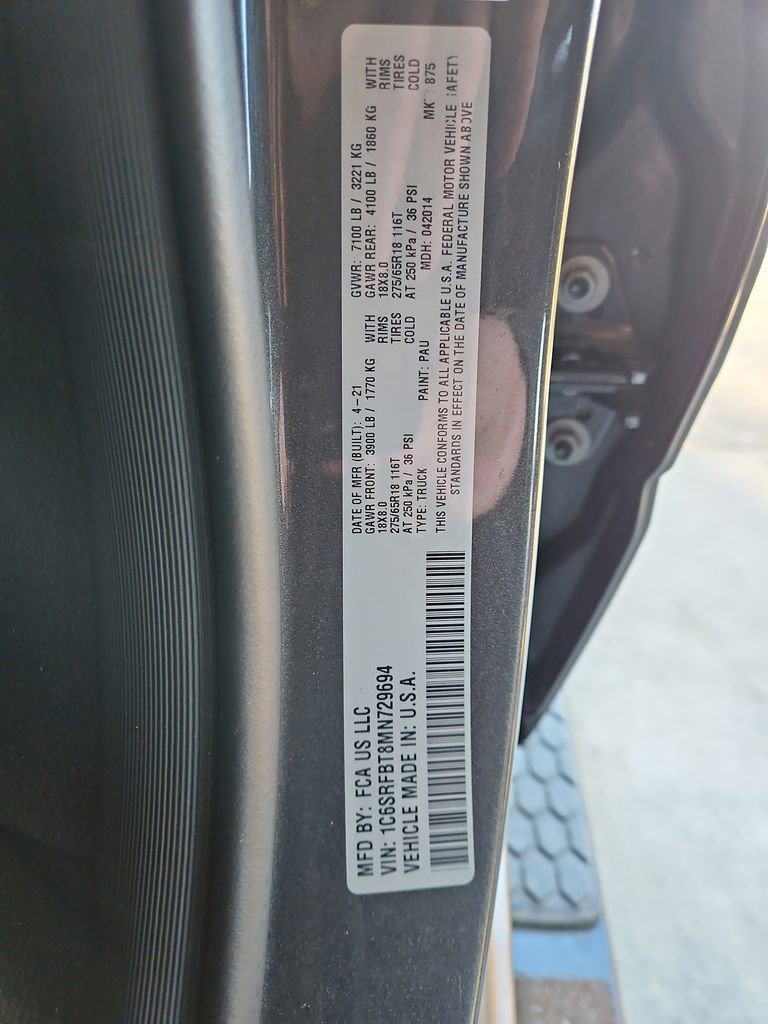 MFD BY: FCA US LLC
VIN: 1C6SRFBT8MN729694
VEHICLE MADE IN: U.S.A.
DATE OF MFR (BUILT): 4-21
GAWR FRONT: 3900 LB / 1770 KG WITH
18X8.0 RIMS
275/65R18 116T TIRES
AT 250 kPa / 36 PSI COLD
GVWR: 7100 LB / 3221 KG
GAWR REAR: 4100 LB / 1860 KG WITH
18X8.0 RIMS
275/65R18 116T TIRES
AT 250 kPa / 36 PSI COLD
TYPE: TRUCK PAINT: PAU MDH: 042014 875
THIS VEHICLE CONFORMS TO ALL APPLICABLE U.S.A. FEDERAL MOTOR VEHICLE SAFETY
STANDARDS IN EFFECT ON THE DATE OF MANUFACTURE SHOWN ABOVE